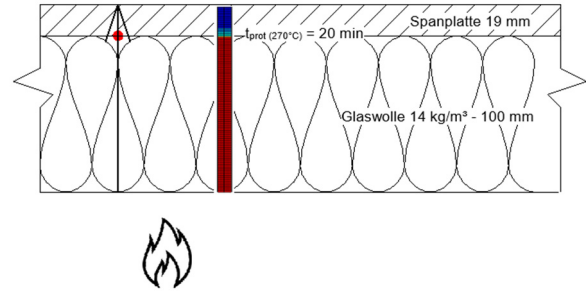 Spanplatte 19 mm
tprot (270°C) = 20 min
Glaswolle 14 kg/m³ - 100 mm